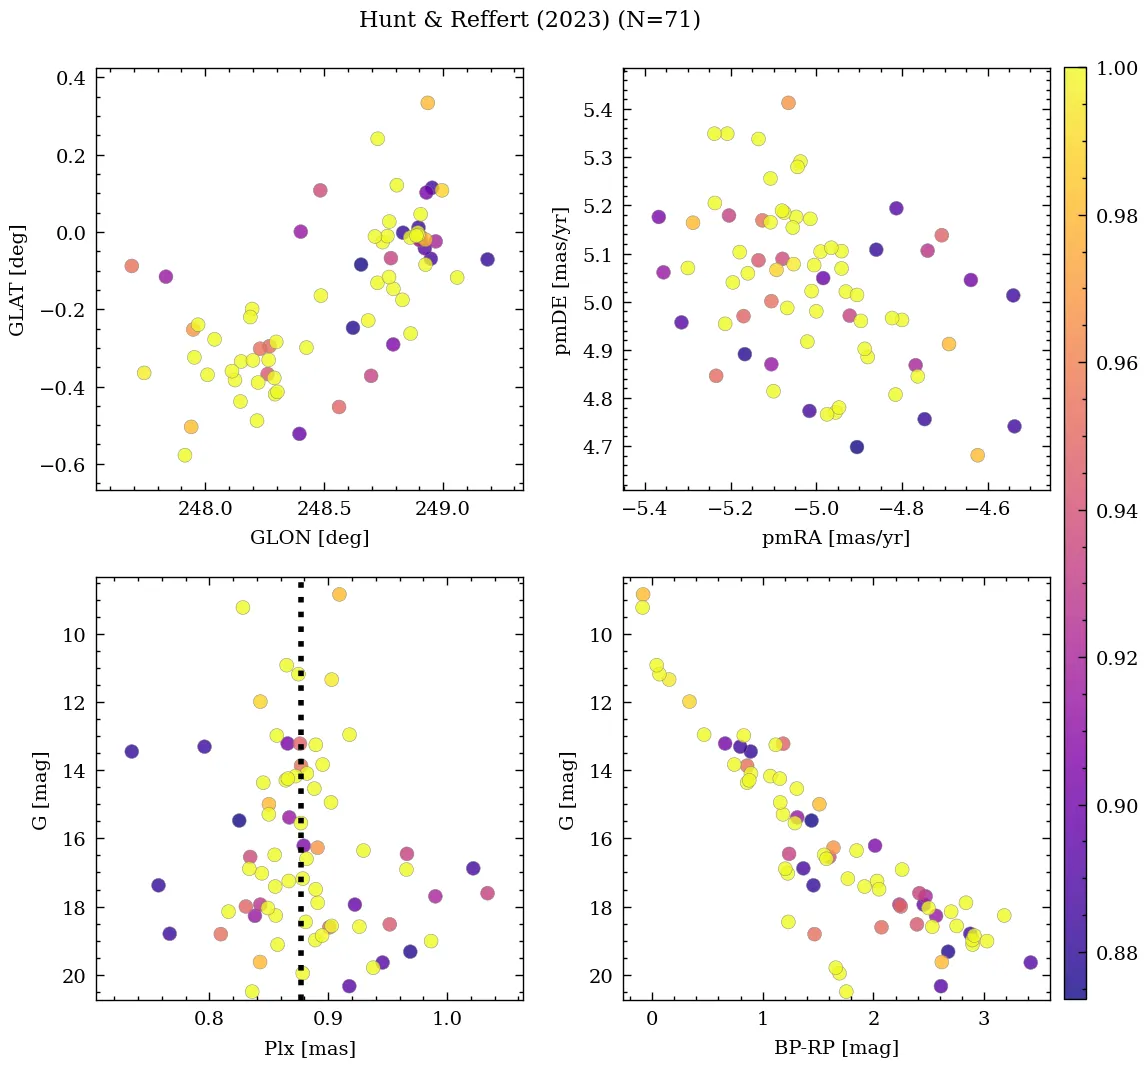 Hunt & Reffert (2023) (N=71)
0.4
0.2
0.0
−0.2
−0.4
−0.6
GLAT [deg]
248.0 248.5 249.0
GLON [deg]
5.4
5.3
5.2
5.1
5.0
4.9
4.8
4.7
pmDE [mas/yr]
−5.4 −5.2 −5.0 −4.8 −4.6
pmRA [mas/yr]
10
12
14
16
18
20
G [mag]
0.8 0.9 1.0
Plx [mas]
10
12
14
16
18
20
G [mag]
0 1 2 3
BP-RP [mag]
1.00
0.98
0.96
0.94
0.92
0.90
0.88